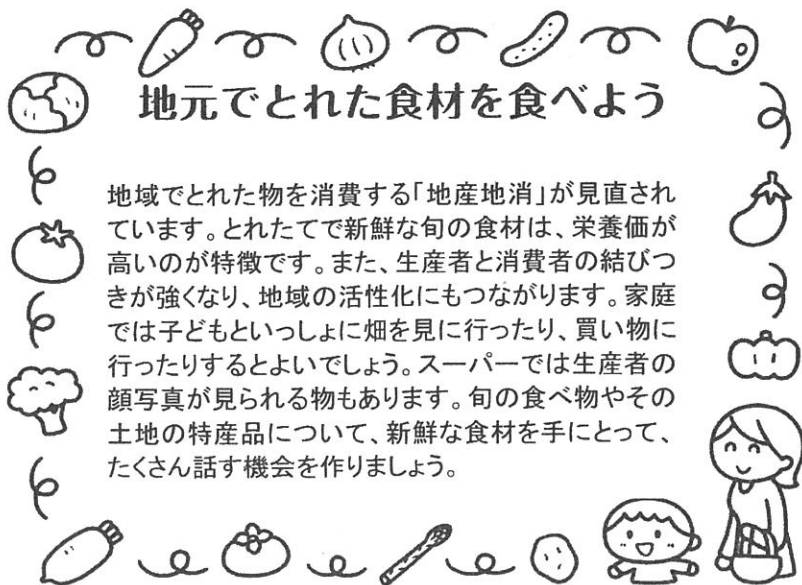 地元でとれた食材を食べよう
地域でとれた物を消費する「地産地消」が見直され
ています。とれたてで新鮮な旬の食材は、栄養価が
高いのが特徴です。また、生産者と消費者の結びつ
きが強くなり、地域の活性化にもつながります。家庭
では子どもといっしょに畑を見に行ったり、買い物に
行ったりするとよいでしょう。スーパーでは生産者の
顔写真が見られる物もあります。旬の食べ物やその
土地の特産品について、新鮮な食材を手にとって、
たくさん話す機会を作りましょう。